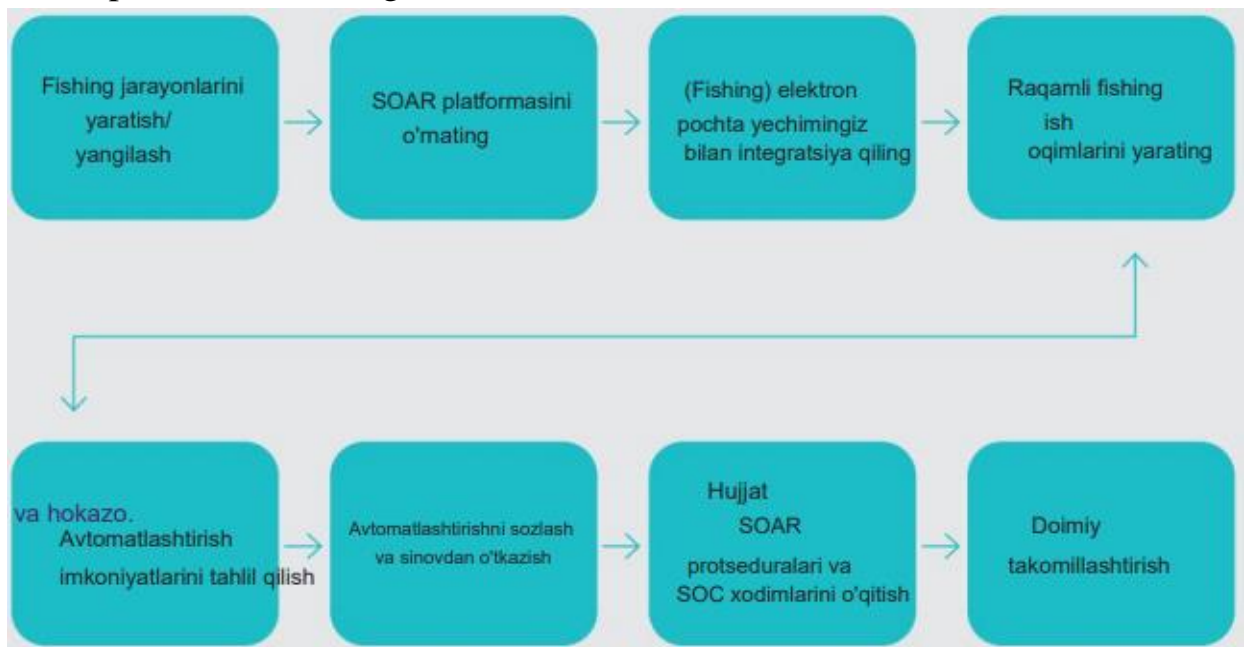 Fishing jarayonlarini
yaratish/
yangilash
SOAR platformasini
o'rnating
(Fishing) elektron
pochta yechimingiz
bilan integratsiya qiling
Raqamli fishing
ish
oqimlarini yarating
va hokazo.
Avtomatlashtirish
imkoniyatlarini tahlil qilish
Avtomatlashtirishni sozlash
va sinovdan o'tkazish
Hujjat
SOAR
protseduralari va
SOC xodimlarini o'qitish
Doimiy
takomillashtirish